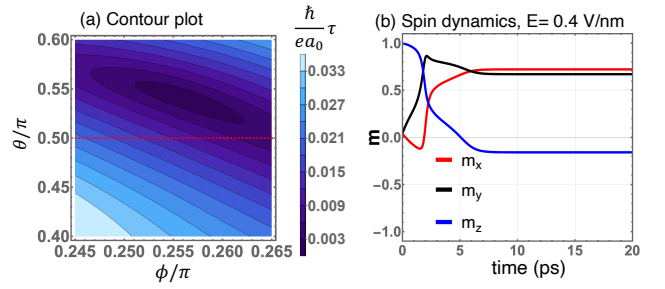 (a) Contour plot
ħ/(ea₀) τ
θ/π
0.60
0.55
0.50
0.45
0.40
0.245
0.250
0.255
0.260
0.265
ϕ/π
0.033
0.027
0.021
0.015
0.009
0.003
(b) Spin dynamics, E= 0.4 V/nm
m
1.0
0.5
0.0
-0.5
-1.0
m_x
m_y
m_z
0
5
10
15
20
time (ps)